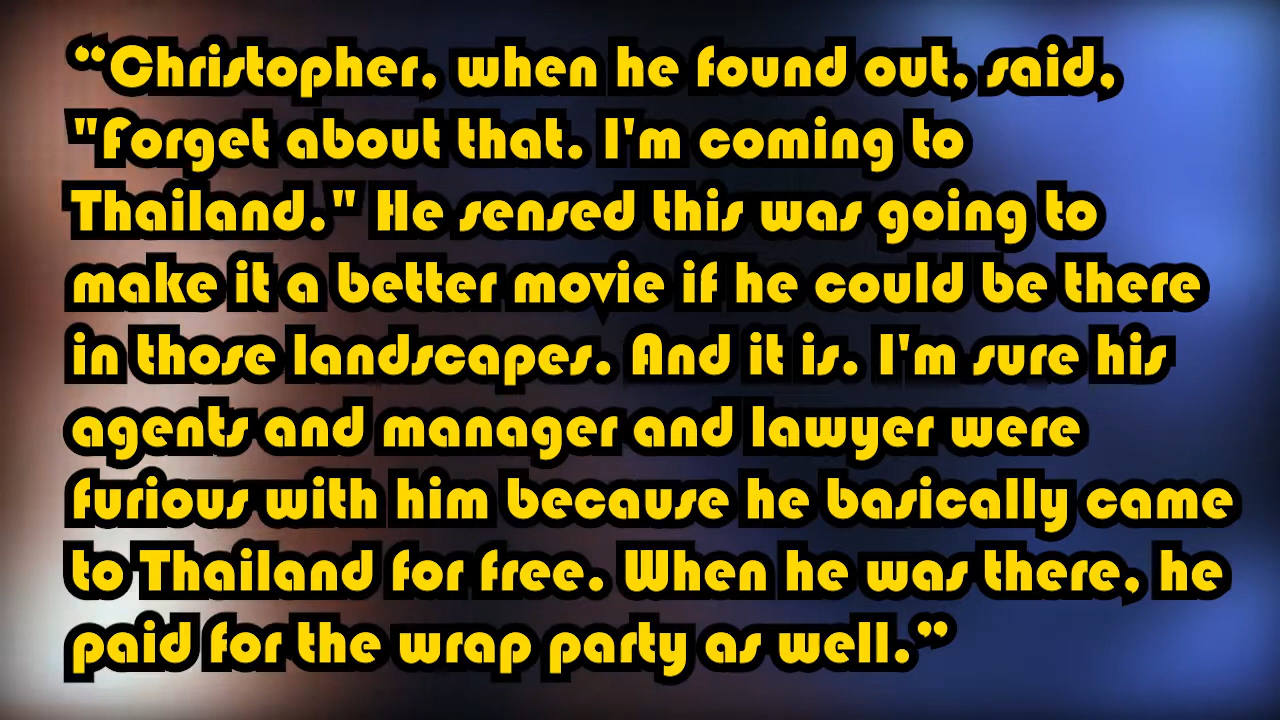 “Christopher, when he found out, said,
"Forget about that. I'm coming to
Thailand." He sensed this was going to
make it a better movie if he could be there
in those landscapes. And it is. I'm sure his
agents and manager and lawyer were
furious with him because he basically came
to Thailand for free. When he was there, he
paid for the wrap party as well.”